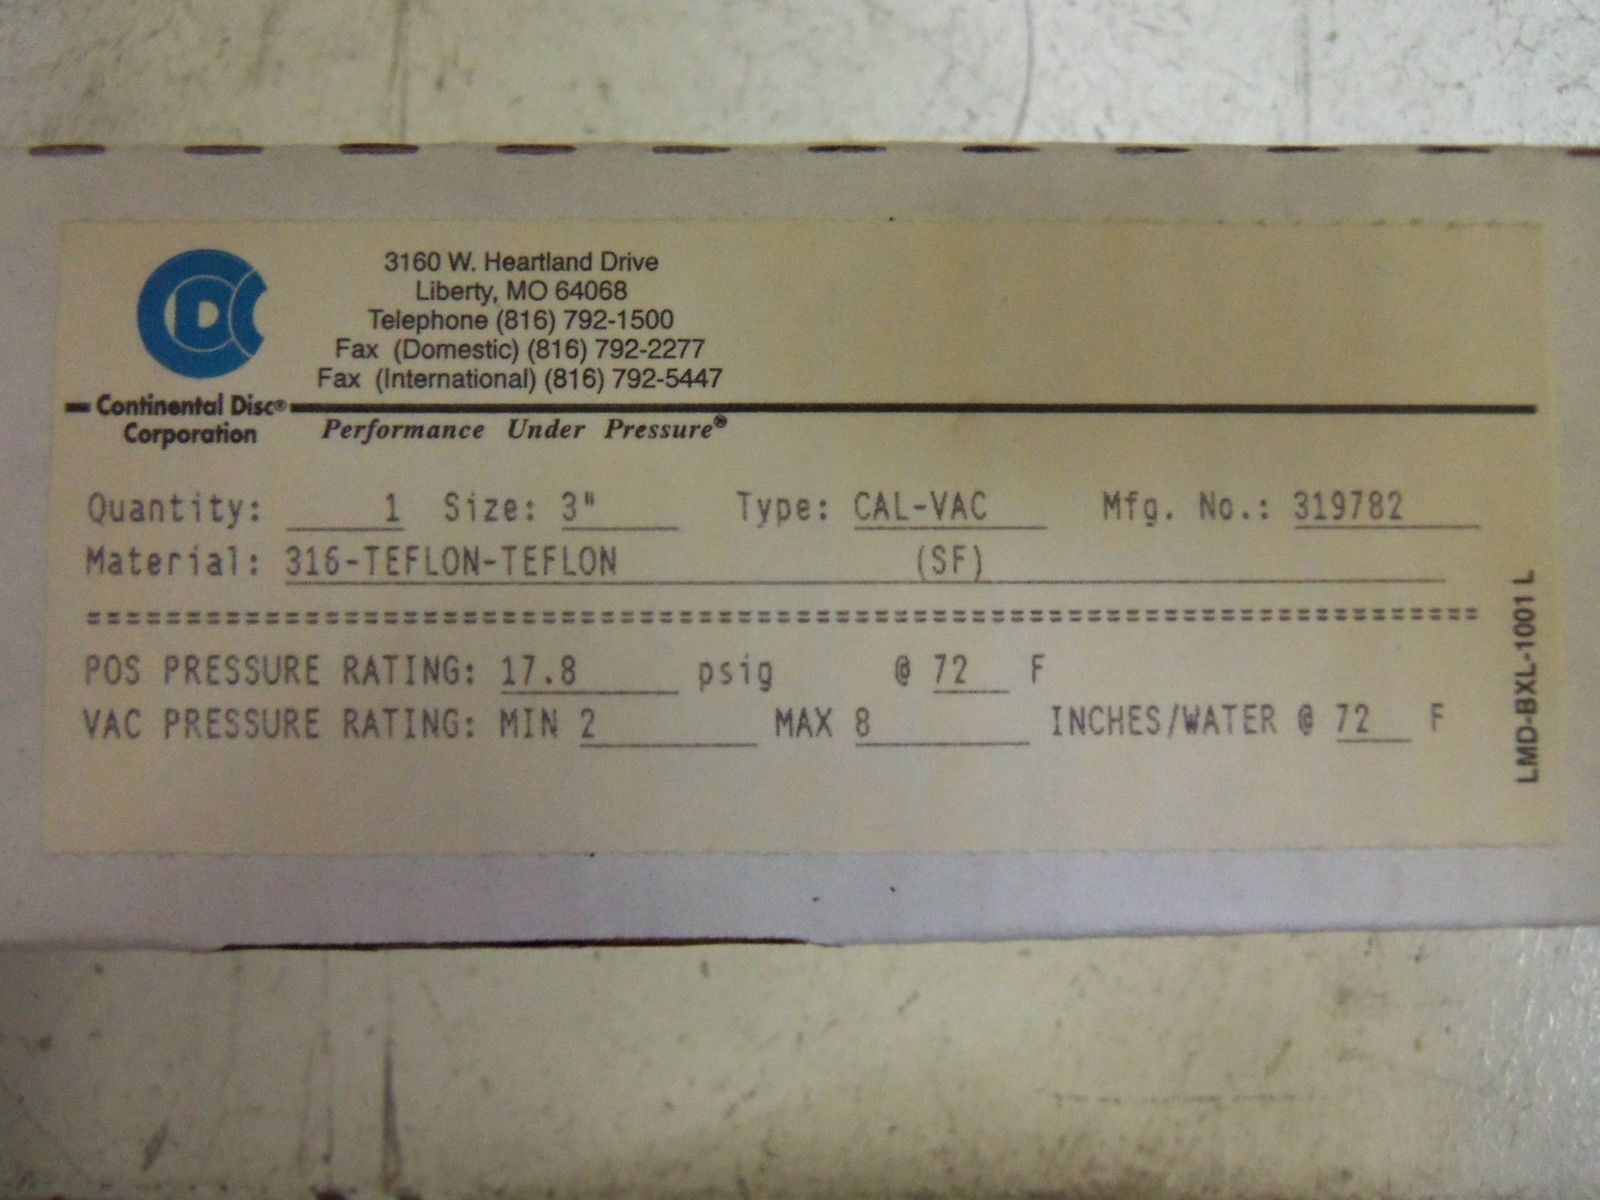 3160 W. Heartland Drive
Liberty, MO 64068
Telephone (816) 792-1500
Fax (Domestic) (816) 792-2277
Fax (International) (816) 792-5447
CDC
Continental Disc®
Corporation
Performance Under Pressure®
Quantity: 1 Size: 3" Type: CAL-VAC Mfg. No.: 319782
Material: 316-TEFLON-TEFLON (SF)
POS PRESSURE RATING: 17.8 psig @ 72 F
VAC PRESSURE RATING: MIN 2 MAX 8 INCHES/WATER @ 72 F
LMD-BXL-1001 L